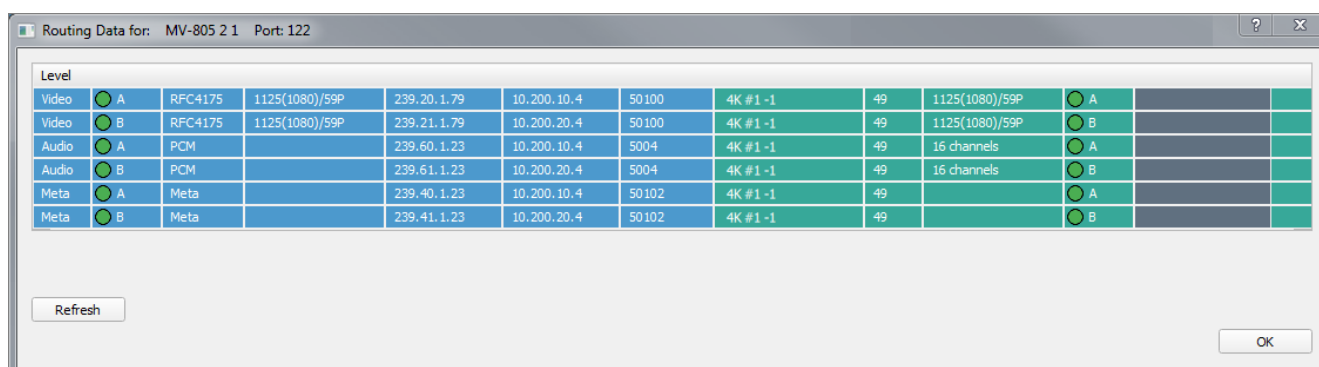 Routing Data for: MV-805 2 1 Port: 122
Level
Video A RFC4175 1125(1080)/59P 239.20.1.79 10.200.10.4 50100 4K #1 -1 49 1125(1080)/59P A
Video B RFC4175 1125(1080)/59P 239.21.1.79 10.200.20.4 50100 4K #1 -1 49 1125(1080)/59P B
Audio A PCM 239.60.1.23 10.200.10.4 5004 4K #1 -1 49 16 channels A
Audio B PCM 239.61.1.23 10.200.20.4 5004 4K #1 -1 49 16 channels B
Meta A Meta 239.40.1.23 10.200.10.4 50102 4K #1 -1 49 A
Meta B Meta 239.41.1.23 10.200.20.4 50102 4K #1 -1 49 B
Refresh
OK